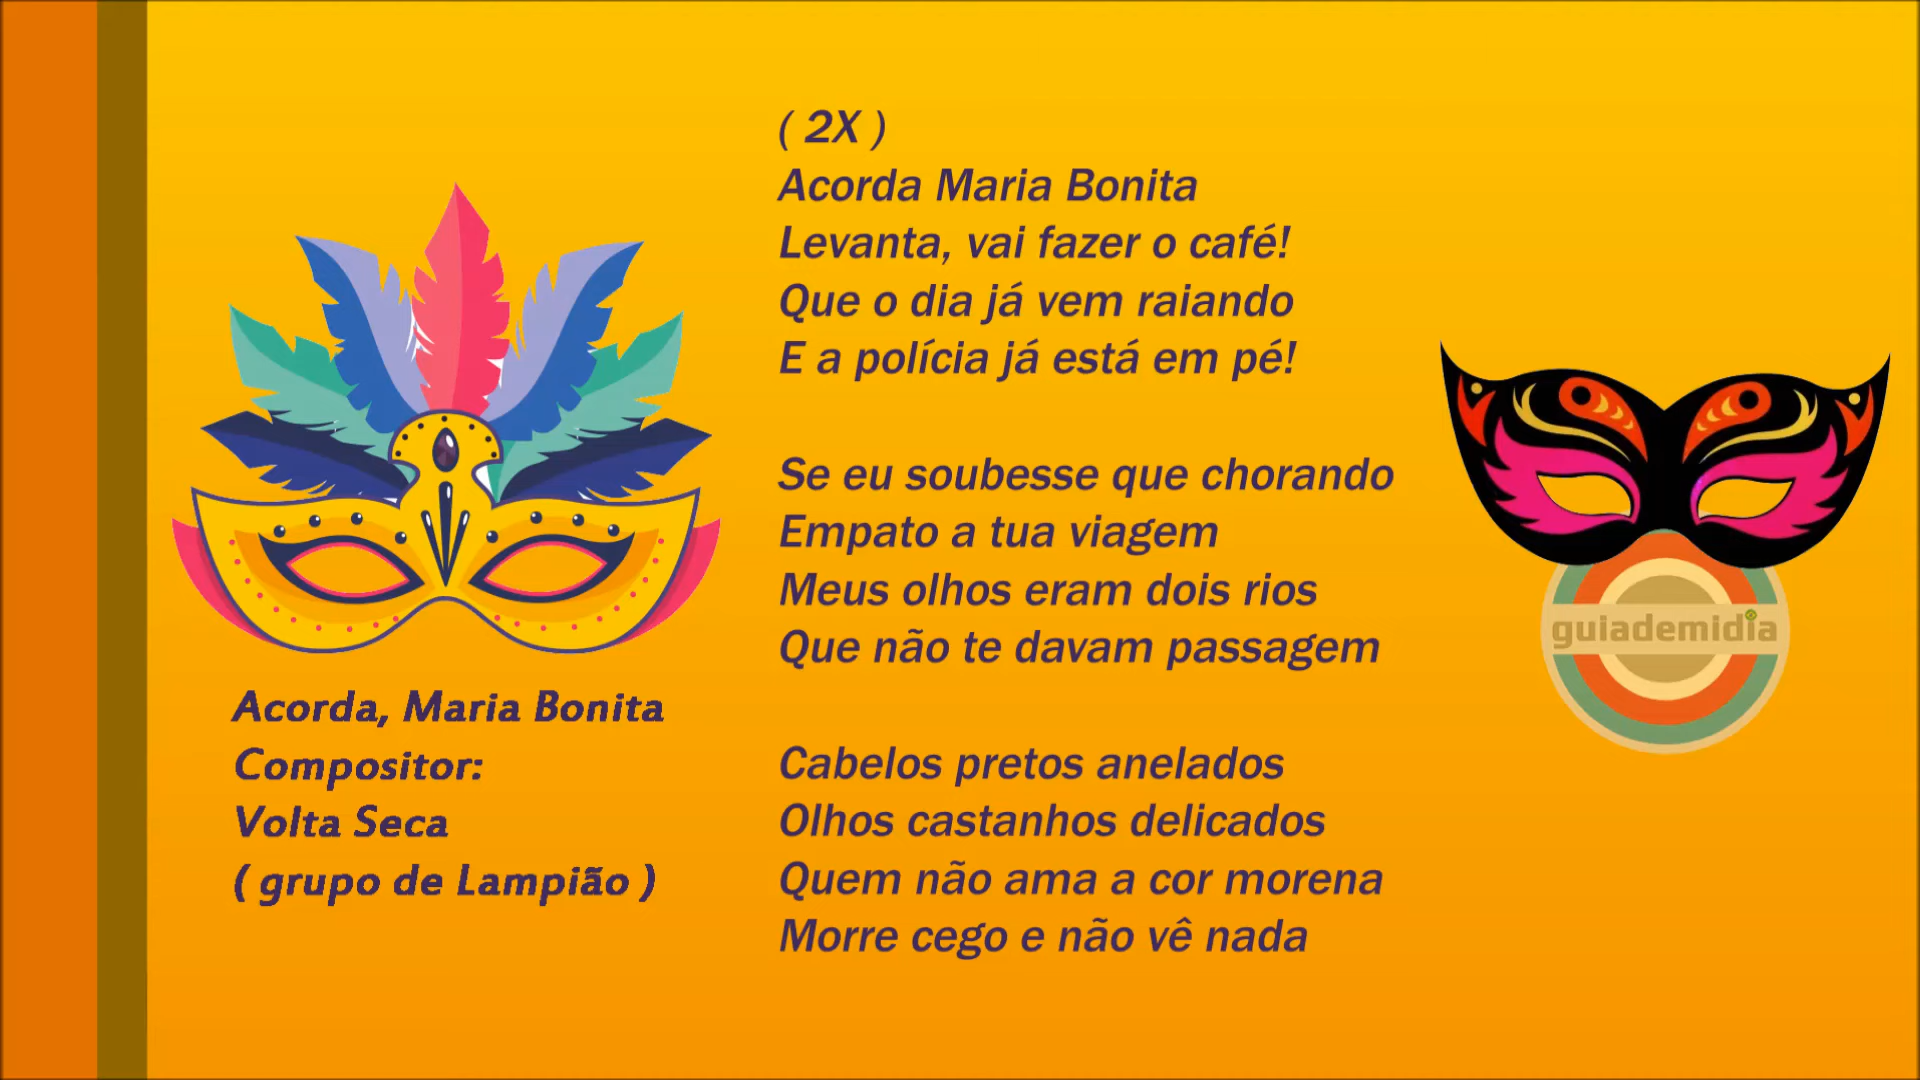 ( 2X )
Acorda Maria Bonita
Levanta, vai fazer o café!
Que o dia já vem raiando
E a polícia já está em pé!
Se eu soubesse que chorando
Empato a tua viagem
Meus olhos eram dois rios
Que não te davam passagem
Cabelos pretos anelados
Olhos castanhos delicados
Quem não ama a cor morena
Morre cego e não vê nada
Acorda, Maria Bonita
Compositor:
Volta Seca
( grupo de Lampião )
guiademidia